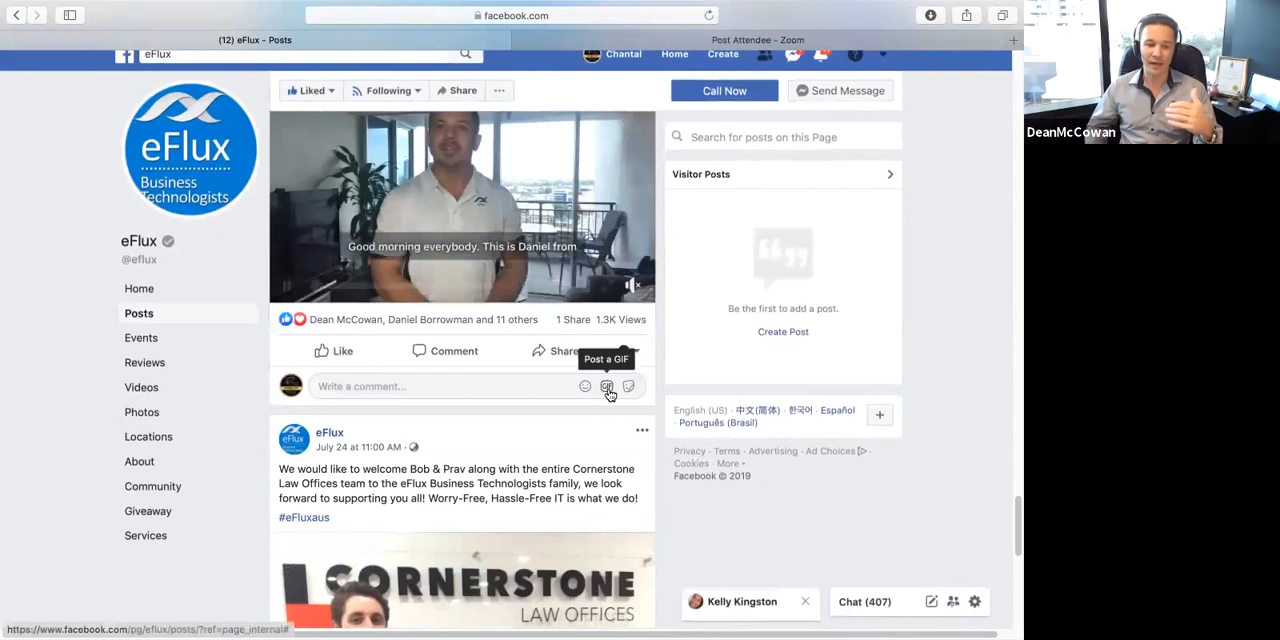 facebook.com
(12) eFlux - Posts
Post Attendee - Zoom
eFlux
Chantal
Home
Create
Liked
Following
Share
Call Now
Send Message
eFlux
Business
Technologists
eFlux
@eflux
Home
Posts
Events
Reviews
Videos
Photos
Locations
About
Community
Giveaway
Services
Good morning everybody. This is Daniel from
Dean McCowan, Daniel Borrowman and 11 others
1 Share 1.3K Views
Like
Comment
Share
Post a GIF
Write a comment...
GIF
eFlux
eFlux
July 24 at 11:00 AM ·
We would like to welcome Bob & Prav along with the entire Cornerstone
Law Offices team to the eFlux Business Technologists family, we look
forward to supporting you all! Worry-Free, Hassle-Free IT is what we do!
#eFluxaus
CORNERSTONE
LAW OFFICES
Search for posts on this Page
Visitor Posts
Be the first to add a post.
Create Post
English (US) · 中文(简体) · 한국어 · Español
· Português (Brasil)
Privacy · Terms · Advertising · Ad Choices ·
Cookies · More
Facebook © 2019
Kelly Kingston
Chat (407)
https://www.facebook.com/pg/eflux/posts/?ref=page_internal#
DeanMcCowan